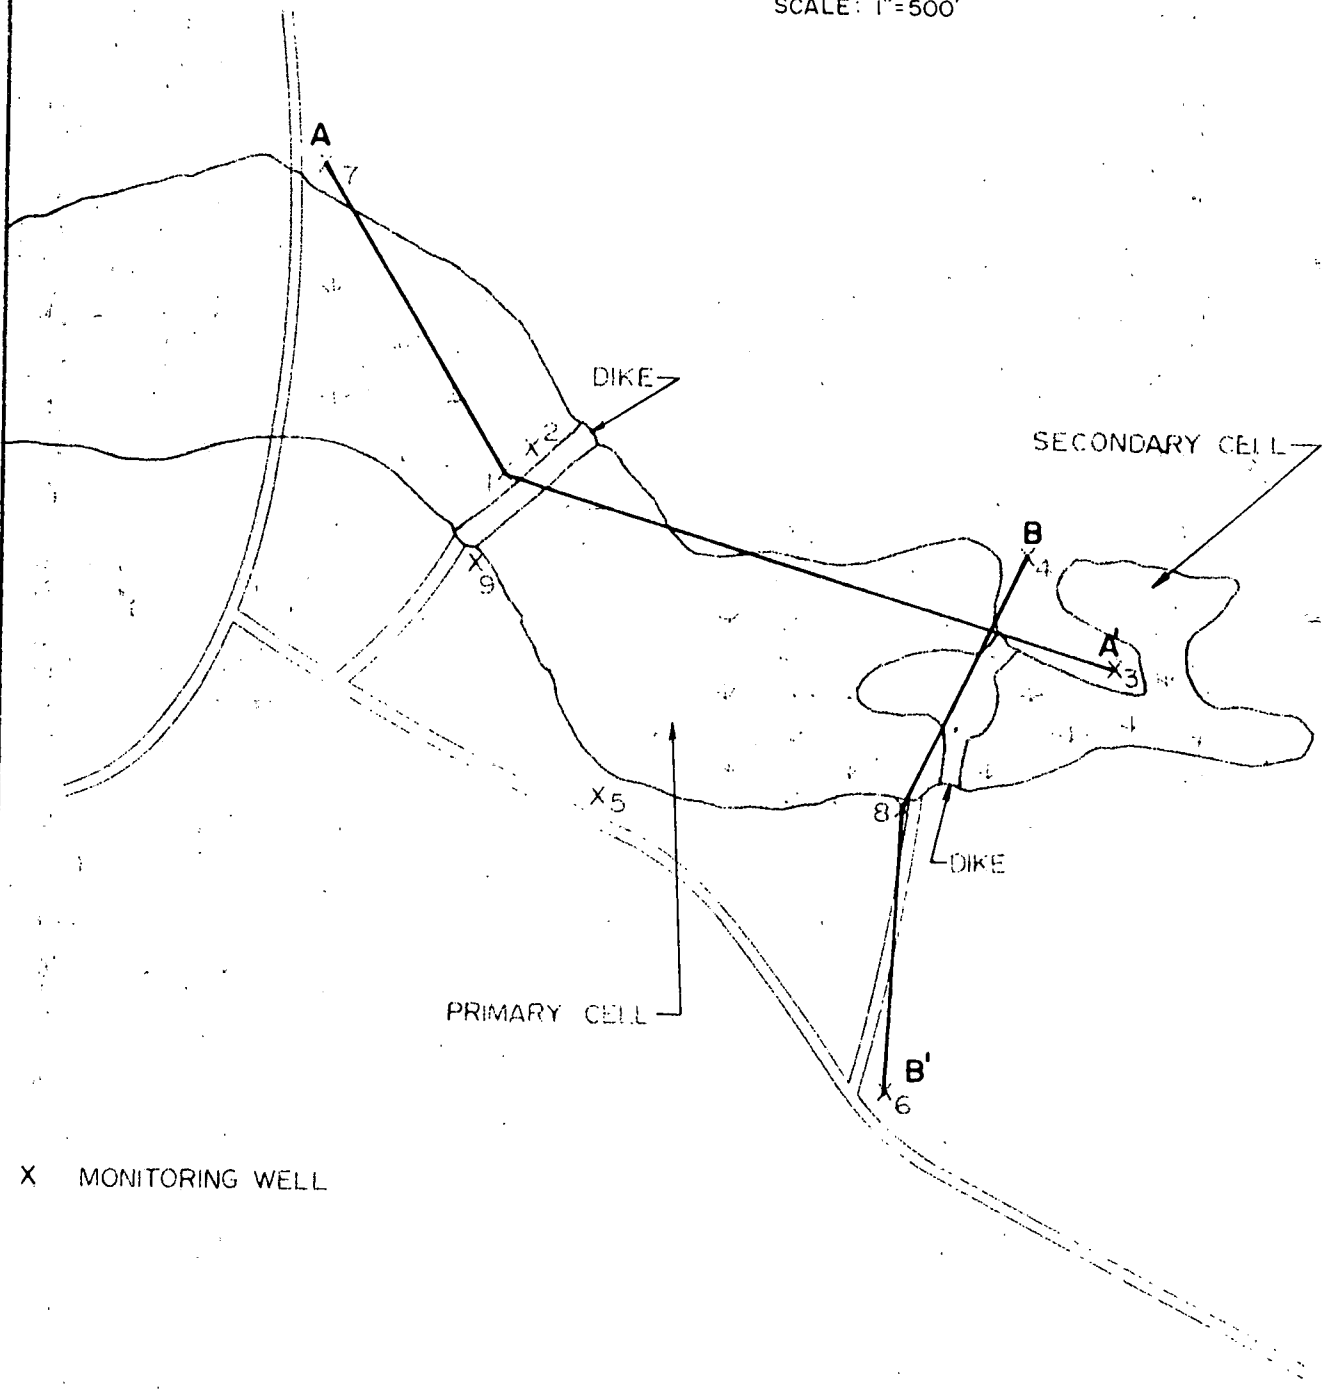 SCALE: 1"=500'
A
7
DIKE
2
1
SECONDARY CELL
B
4
9
A'
3
5
8
DIKE
PRIMARY CELL
B'
6
X MONITORING WELL